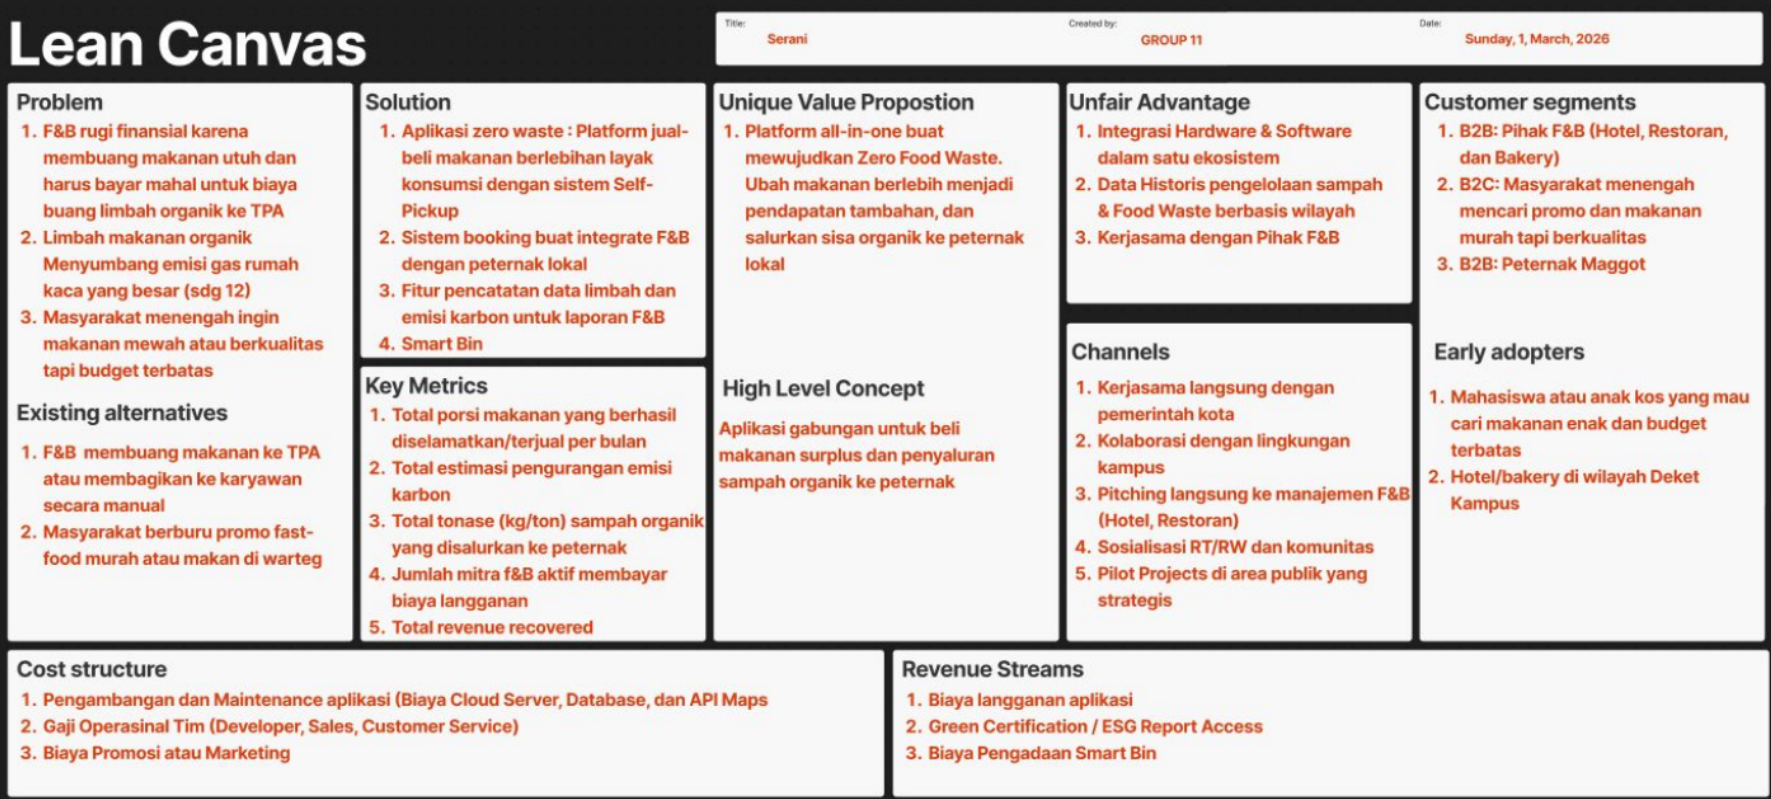 Lean Canvas
Title:
Serani
Created by:
GROUP 11
Date:
Sunday, 1, March, 2026
Problem
1. F&B rugi finansial karena
membuang makanan utuh dan
harus bayar mahal untuk biaya
buang limbah organik ke TPA
2. Limbah makanan organik
Menyumbang emisi gas rumah
kaca yang besar (sdg 12)
3. Masyarakat menengah ingin
makanan mewah atau berkualitas
tapi budget terbatas
Existing alternatives
1. F&B membuang makanan ke TPA
atau membagikan ke karyawan
secara manual
2. Masyarakat berburu promo fast-
food murah atau makan di warteg
Solution
1. Aplikasi zero waste : Platform jual-
beli makanan berlebihan layak
konsumsi dengan sistem Self-
Pickup
2. Sistem booking buat integrate F&B
dengan peternak lokal
3. Fitur pencatatan data limbah dan
emisi karbon untuk laporan F&B
4. Smart Bin
Key Metrics
1. Total porsi makanan yang berhasil
diselamatkan/terjual per bulan
2. Total estimasi pengurangan emisi
karbon
3. Total tonase (kg/ton) sampah organik
yang disalurkan ke peternak
4. Jumlah mitra f&B aktif membayar
biaya langganan
5. Total revenue recovered
Unique Value Propostion
1. Platform all-in-one buat
mewujudkan Zero Food Waste.
Ubah makanan berlebih menjadi
pendapatan tambahan, dan
salurkan sisa organik ke peternak
lokal
High Level Concept
Aplikasi gabungan untuk beli
makanan surplus dan penyaluran
sampah organik ke peternak
Unfair Advantage
1. Integrasi Hardware & Software
dalam satu ekosistem
2. Data Historis pengelolaan sampah
& Food Waste berbasis wilayah
3. Kerjasama dengan Pihak F&B
Channels
1. Kerjasama langsung dengan
pemerintah kota
2. Kolaborasi dengan lingkungan
kampus
3. Pitching langsung ke manajemen F&B
(Hotel, Restoran)
4. Sosialisasi RT/RW dan komunitas
5. Pilot Projects di area publik yang
strategis
Customer segments
1. B2B: Pihak F&B (Hotel, Restoran,
dan Bakery)
2. B2C: Masyarakat menengah
mencari promo dan makanan
murah tapi berkualitas
3. B2B: Peternak Maggot
Early adopters
1. Mahasiswa atau anak kos yang mau
cari makanan enak dan budget
terbatas
2. Hotel/bakery di wilayah Deket
Kampus
Cost structure
1. Pengambangan dan Maintenance aplikasi (Biaya Cloud Server, Database, dan API Maps
2. Gaji Operasinal Tim (Developer, Sales, Customer Service)
3. Biaya Promosi atau Marketing
Revenue Streams
1. Biaya langganan aplikasi
2. Green Certification / ESG Report Access
3. Biaya Pengadaan Smart Bin